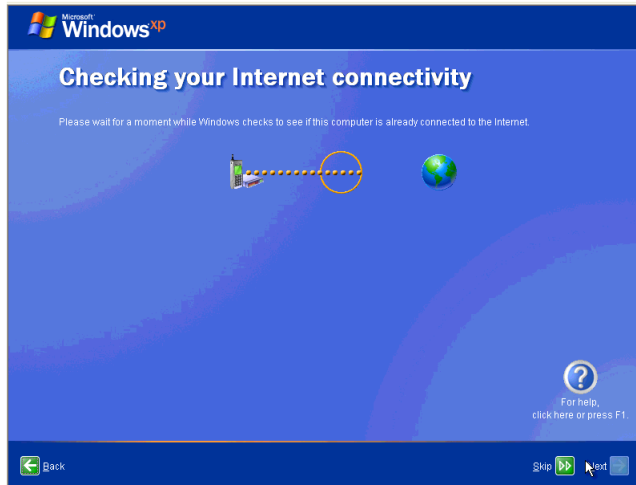 Microsoft
Windows xp
Checking your Internet connectivity
Please wait for a moment while Windows checks to see if this computer is already connected to the Internet.
For help,
click here or press F1.
Back
Skip
Next